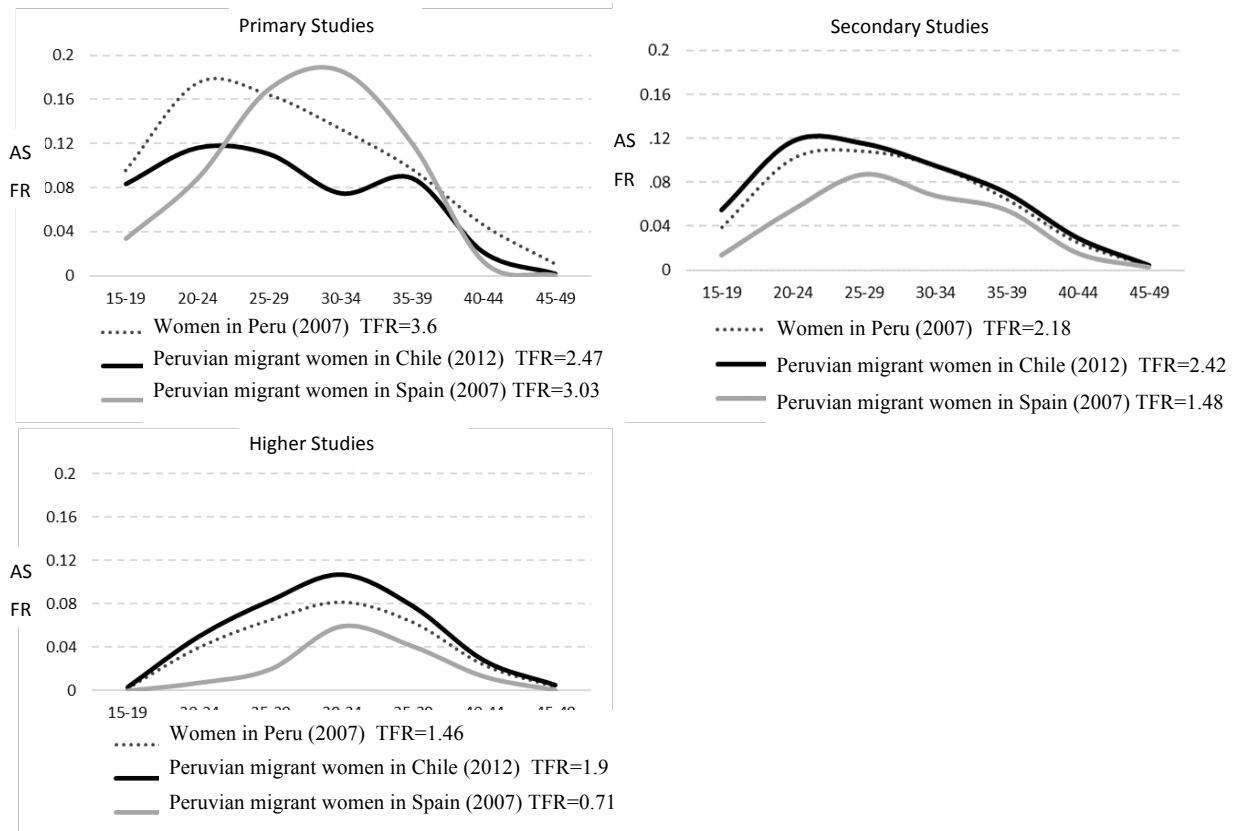 Primary Studies
0.2
0.16
0.12
AS
FR
0.08
0.04
0
15-19 20-24 25-29 30-34 35-39 40-44 45-49
Women in Peru (2007) TFR=3.6
Peruvian migrant women in Chile (2012) TFR=2.47
Peruvian migrant women in Spain (2007) TFR=3.03
Secondary Studies
0.2
0.16
0.12
AS
FR
0.08
0.04
0
15-19 20-24 25-29 30-34 35-39 40-44 45-49
Women in Peru (2007) TFR=2.18
Peruvian migrant women in Chile (2012) TFR=2.42
Peruvian migrant women in Spain (2007) TFR=1.48
Higher Studies
0.2
0.16
0.12
AS
FR
0.08
0.04
0
15-19
Women in Peru (2007) TFR=1.46
Peruvian migrant women in Chile (2012) TFR=1.9
Peruvian migrant women in Spain (2007) TFR=0.71